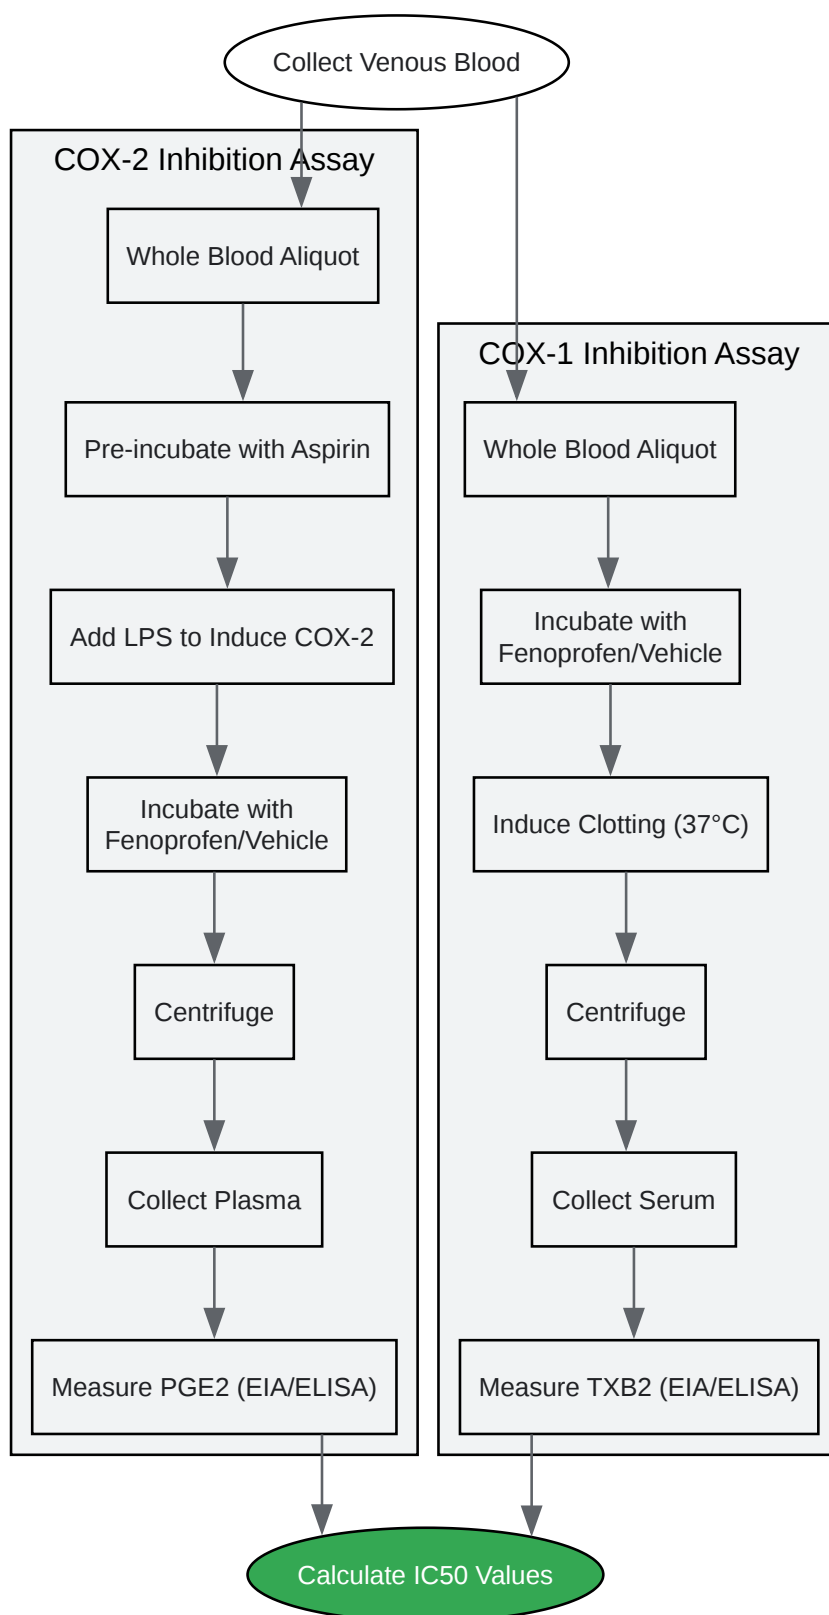 Collect Venous Blood
COX-2 Inhibition Assay
Whole Blood Aliquot
Pre-incubate with Aspirin
Add LPS to Induce COX-2
Incubate with
Fenoprofen/Vehicle
Centrifuge
Collect Plasma
Measure PGE2 (EIA/ELISA)
COX-1 Inhibition Assay
Whole Blood Aliquot
Incubate with
Fenoprofen/Vehicle
Induce Clotting (37°C)
Centrifuge
Collect Serum
Measure TXB2 (EIA/ELISA)
Calculate IC50 Values